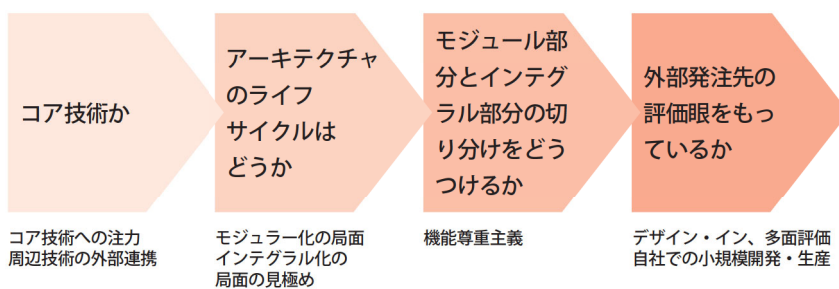 コア技術か
アーキテクチャ
のライフ
サイクルは
どうか
モジュール部
分とインテグ
ラル部分の切
り分けをどう
つけるか
外部発注先の
評価眼をもっ
ているか
コア技術への注力
周辺技術の外部連携
モジュラー化の局面
インテグラル化の
局面の見極め
機能尊重主義
デザイン・イン、多面評価
自社での小規模開発・生産